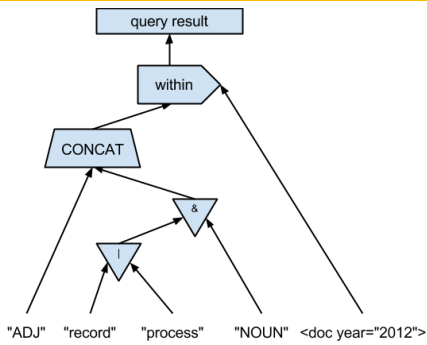 query result
within
CONCAT
&
|
"ADJ" "record" "process" "NOUN" <doc year="2012">